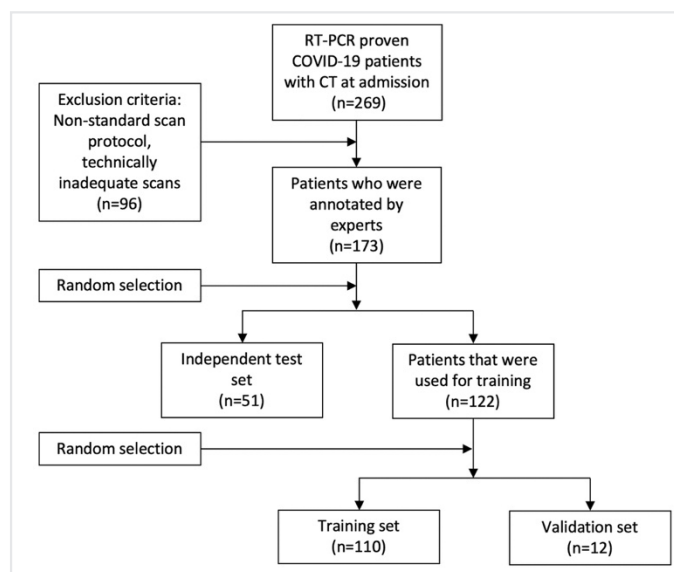 RT-PCR proven
COVID-19 patients
with CT at admission
(n=269)
Exclusion criteria:
Non-standard scan
protocol,
technically
inadequate scans
(n=96)
Patients who were
annotated by
experts
(n=173)
Random selection
Independent test
set
(n=51)
Patients that were
used for training
(n=122)
Random selection
Training set
(n=110)
Validation set
(n=12)